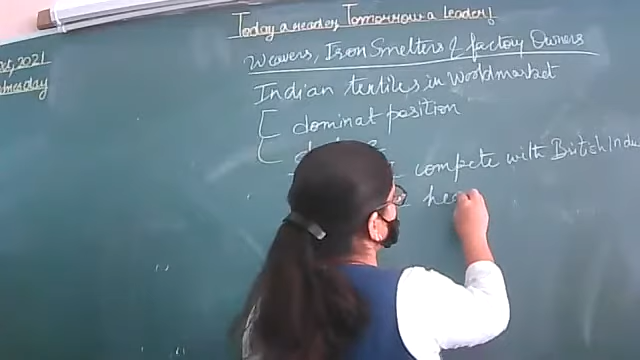 Today a reader, Tomorrow a Leader!
, 2021
Wednesday
Weavers, Iron Smelters & factory Owners
Indian textiles in World market
dominat position
compete with British Indu
hea